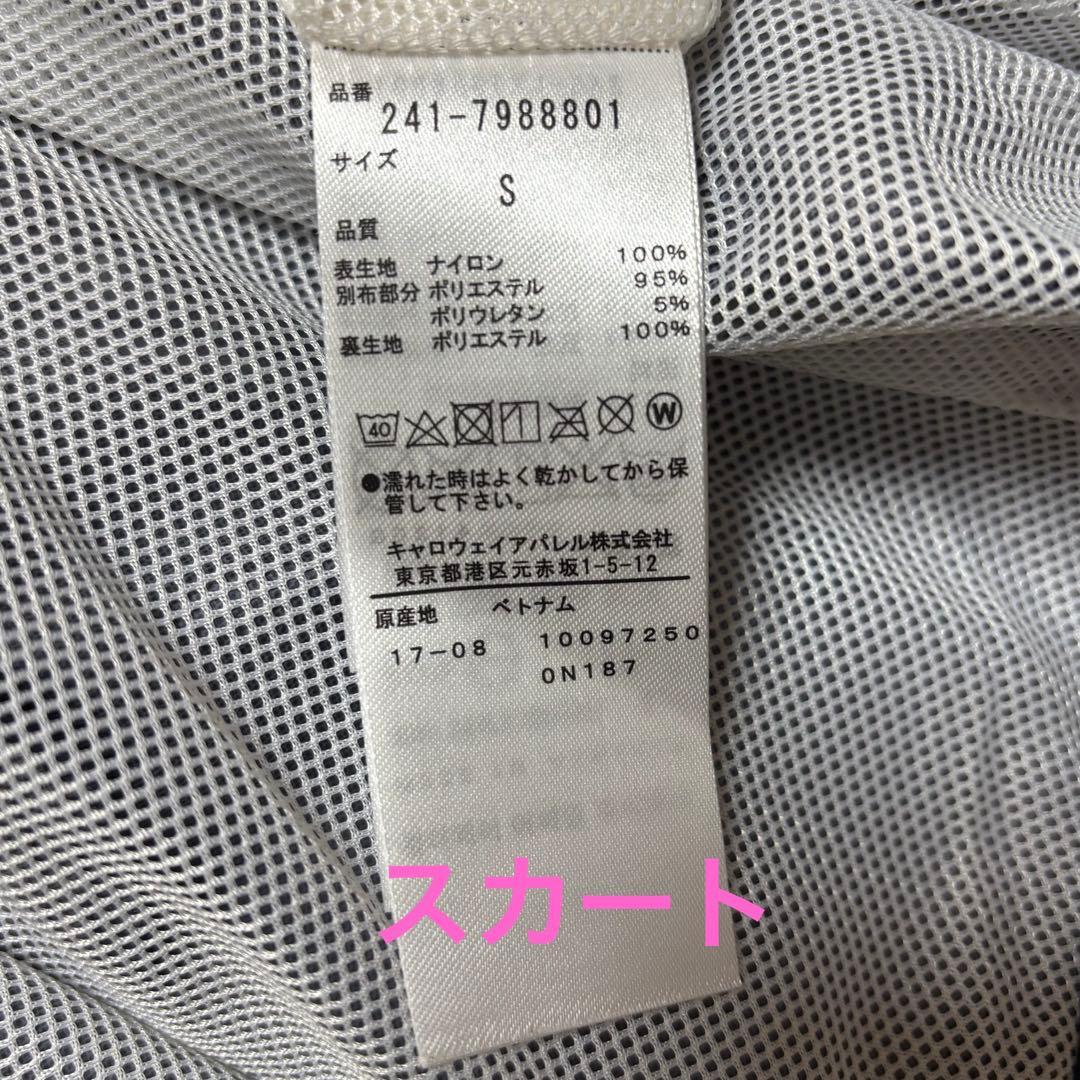 品番
241-7988801
サイズ
S
品質
表生地 ナイロン 100%
別布部分 ポリエステル 95%
ポリウレタン 5%
裏生地 ポリエステル 100%
40 W
●濡れた時はよく乾かしてから保
管して下さい。
キャロウェイアパレル株式会社
東京都港区元赤坂1-5-12
原産地 ベトナム
17-08 10097250
0N187
スカート